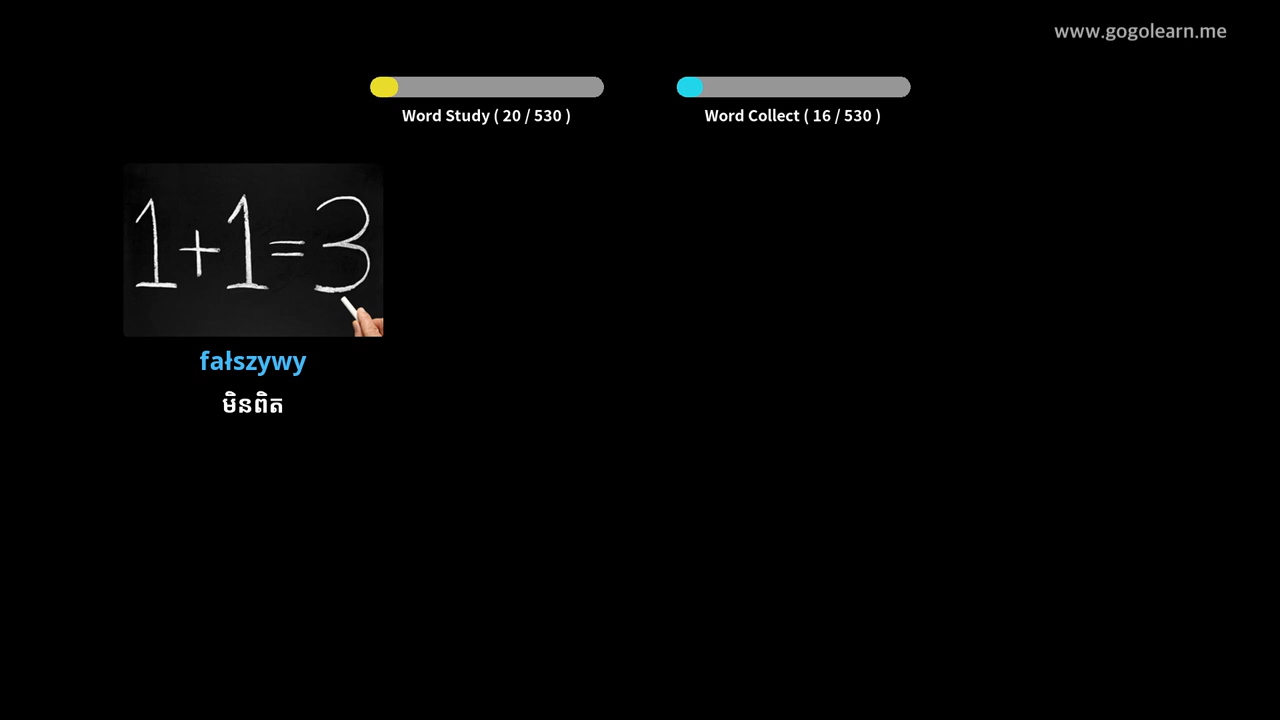 www.gogolearn.me
Word Study ( 20 / 530 )
Word Collect ( 16 / 530 )
1+1=3
fałszywy
មិនពិត